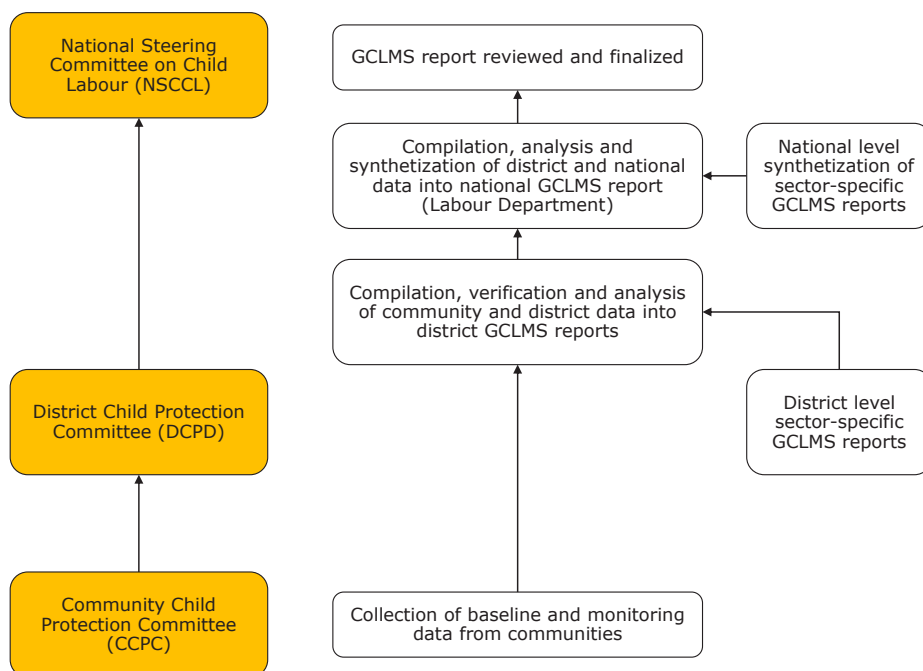 National Steering
Committee on Child
Labour (NSCCL)
GCLMS report reviewed and finalized
Compilation, analysis and
synthetization of district and national
data into national GCLMS report
(Labour Department)
National level
synthetization of
sector-specific
GCLMS reports
Compilation, verification and analysis
of community and district data into
district GCLMS reports
District Child Protection
Committee (DCPD)
District level
sector-specific
GCLMS reports
Community Child
Protection Committee
(CCPC)
Collection of baseline and monitoring
data from communities